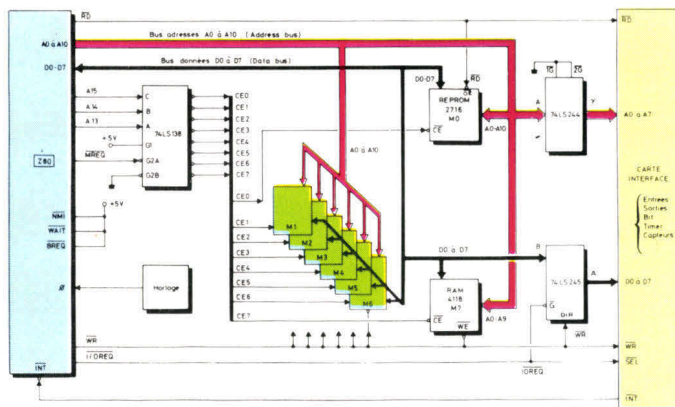 RD
RD
Bus adresses A0 à A10 (Address bus)
A0 à A10
Bus données D0 à D7 (Data bus)
D0-D7
D0-D7
RD
OE
REPROM
2716
M0
CE
A0-A10
1G
2G
A
Y
74LS244
A0 à A7
A15
A14
A13
+5V
MREQ
C
B
A
G1
G2A
G2B
74LS138
CE0
CE1
CE2
CE3
CE4
CE5
CE6
CE7
Z80
+5V
NMI
WAIT
BREQ
Ø
Horloge
A0 à A10
CE0
CE1
CE2
CE3
CE4
CE5
CE6
CE7
M1
M2
M3
M4
M5
M6
D0 à D7
RAM
4118
M7
CE
WE
A0-A9
B
A
74LS245
G
DIR
D0 à D7
CARTE
INTERFACE
Entrées
Sorties
Bit
Timer
Capteurs
WR
WR
WR
I/OREQ
IOREQ
SEL
INT
INT